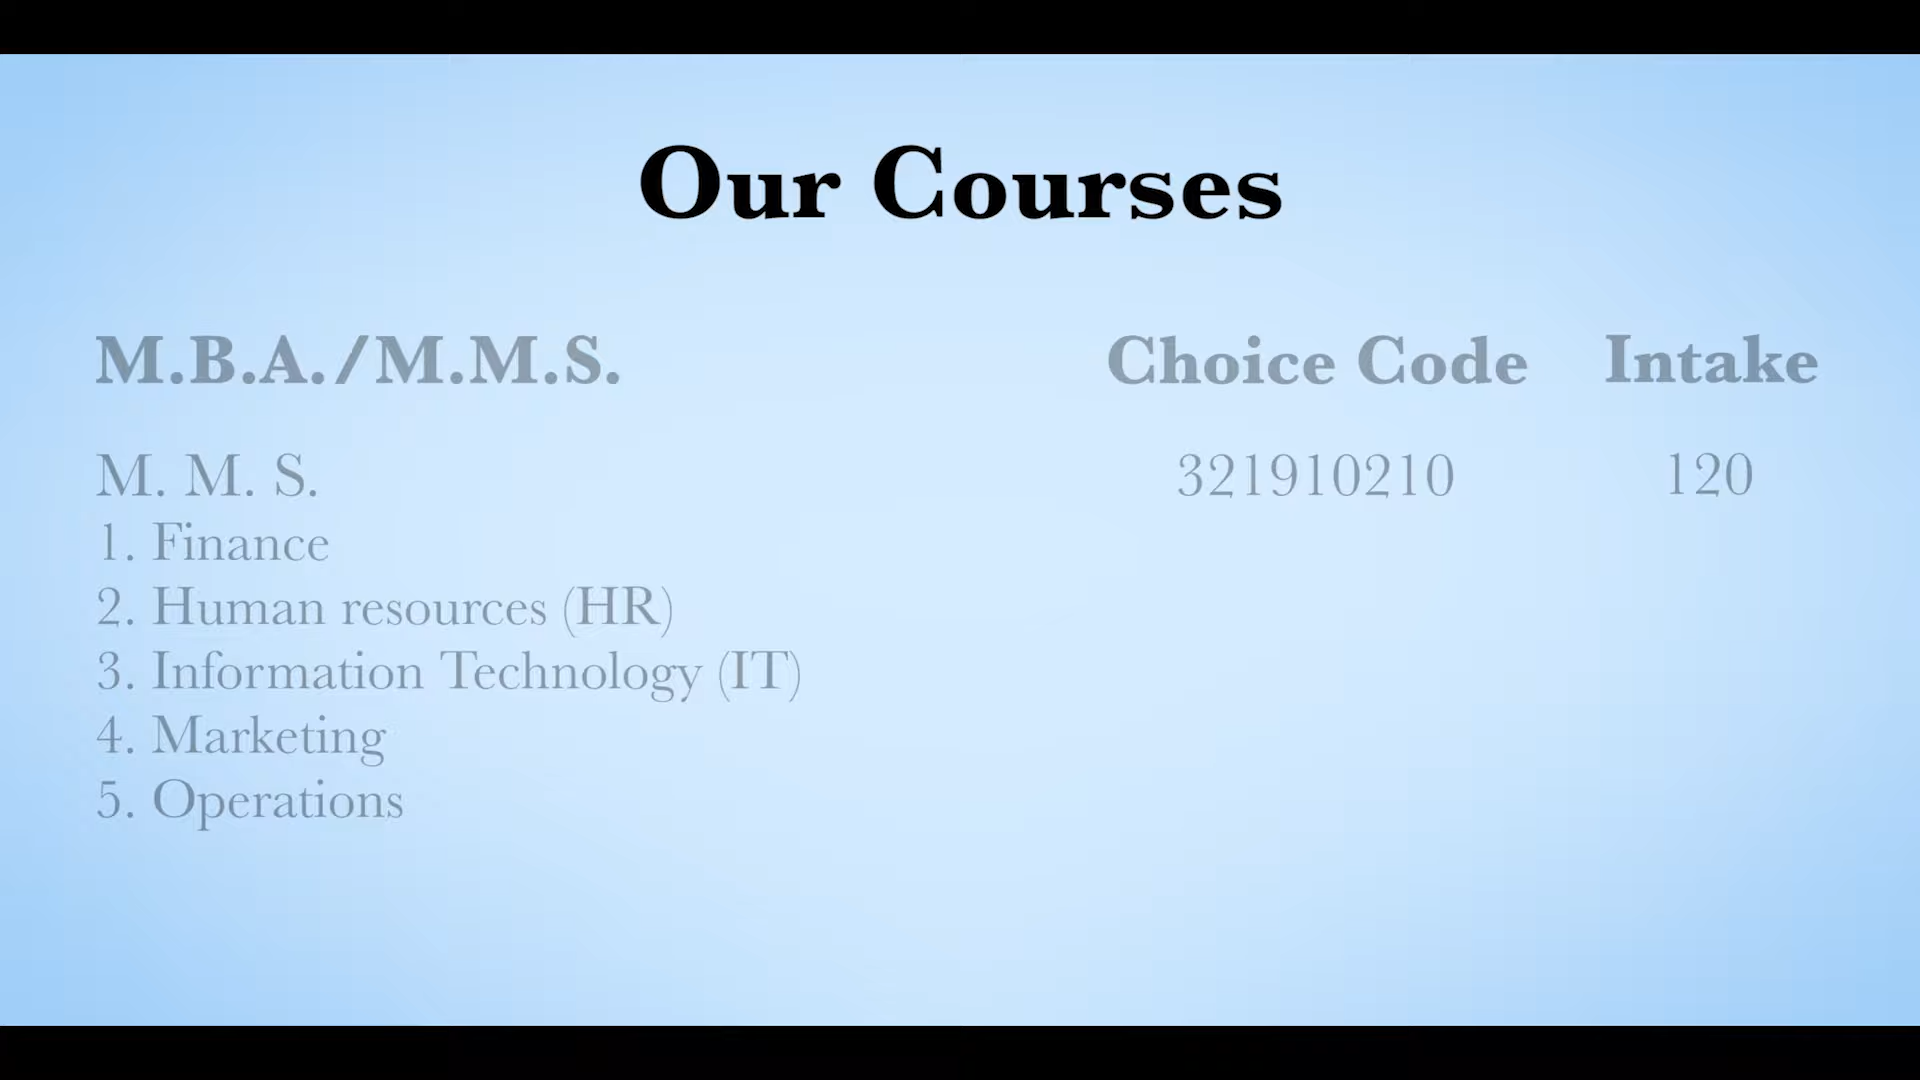 Our Courses
M.B.A./M.M.S. Choice Code Intake
M. M. S. 321910210 120
1. Finance
2. Human resources (HR)
3. Information Technology (IT)
4. Marketing
5. Operations